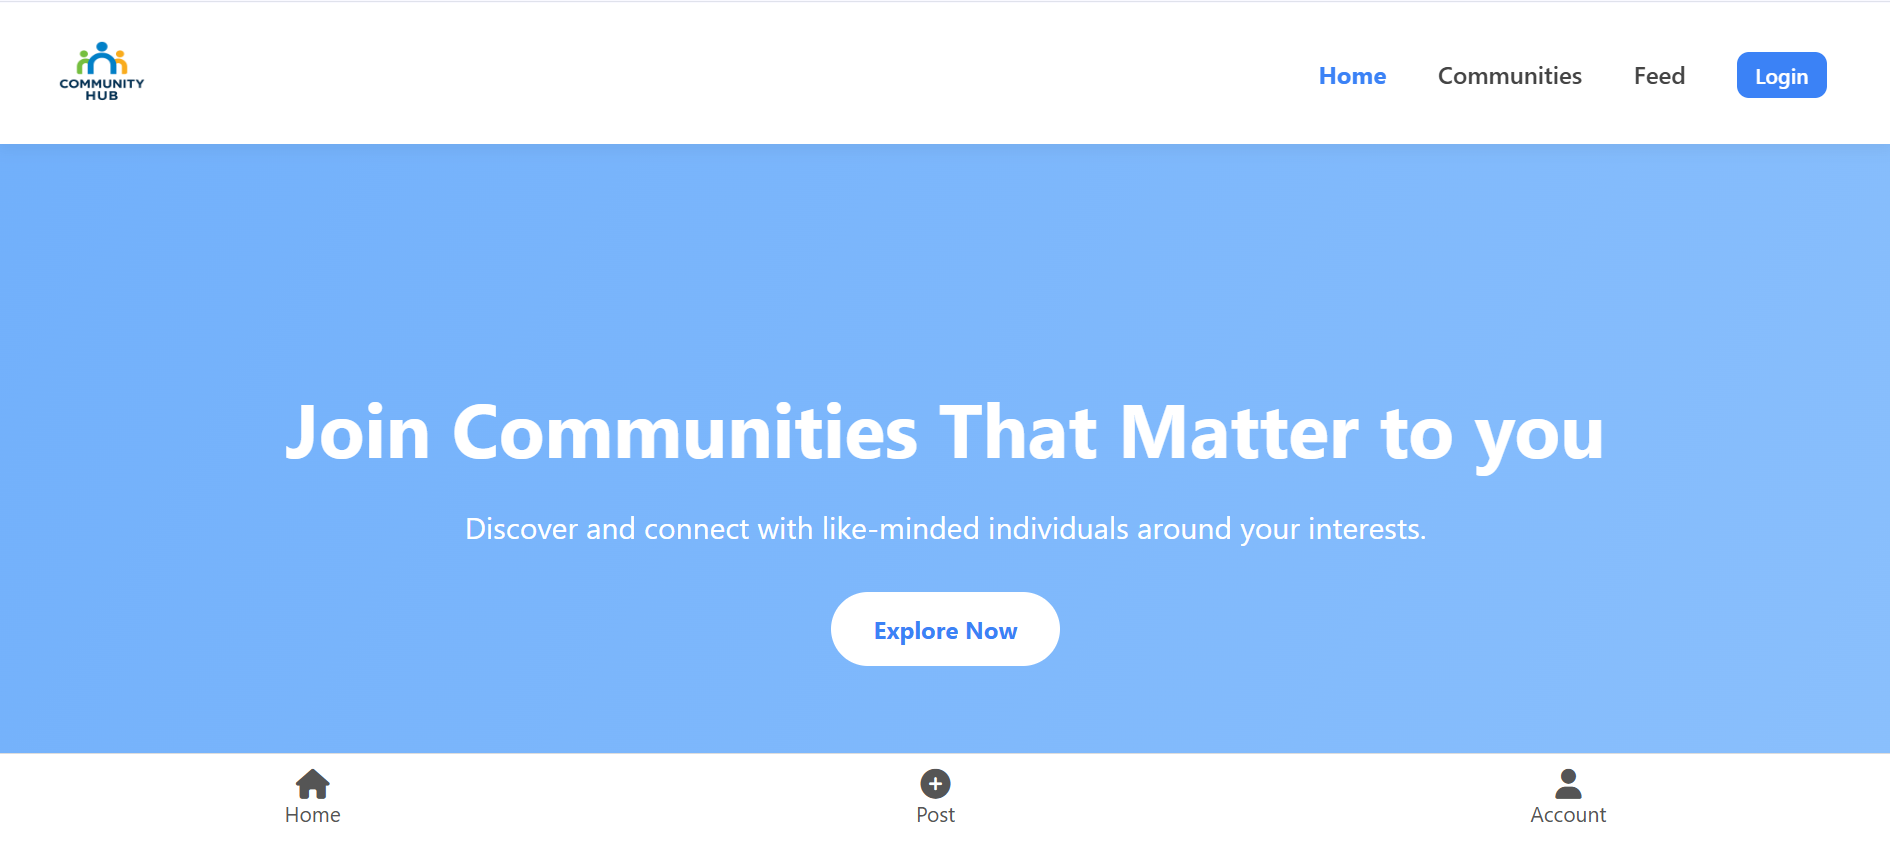 COMMUNITY
HUB
Home Communities Feed Login
Join Communities That Matter to you
Discover and connect with like-minded individuals around your interests.
Explore Now
Home Post Account